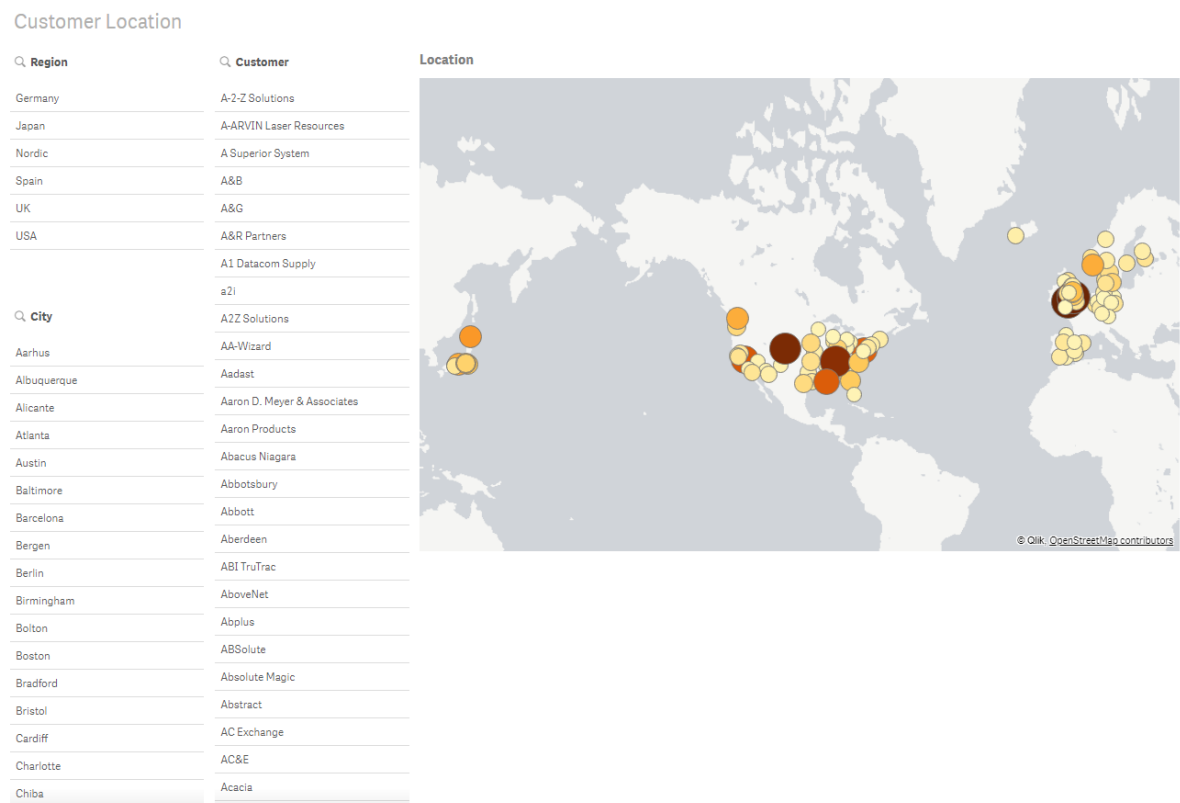 Customer Location
Region
Germany
Japan
Nordic
Spain
UK
USA
City
Aarhus
Albuquerque
Alicante
Atlanta
Austin
Baltimore
Barcelona
Bergen
Berlin
Birmingham
Bolton
Boston
Bradford
Bristol
Cardiff
Charlotte
Chiba
Customer
A-2-Z Solutions
A-ARVIN Laser Resources
A Superior System
A&B
A&G
A&R Partners
A1 Datacom Supply
a2i
A2Z Solutions
AA-Wizard
Aadast
Aaron D. Meyer & Associates
Aaron Products
Abacus Niagara
Abbotsbury
Abbott
Aberdeen
ABI TruTrac
AboveNet
Abplus
ABSolute
Absolute Magic
Abstract
AC Exchange
AC&E
Acacia
Location
© Qlik, OpenStreetMap contributors